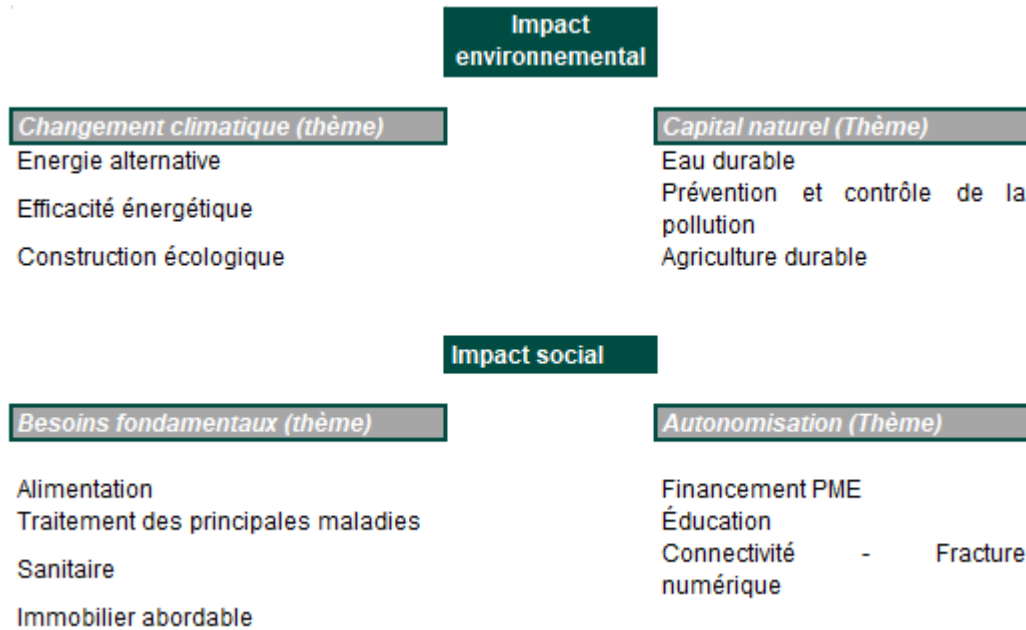 Impact
environnemental
Changement climatique (thème)
Energie alternative
Efficacité énergétique
Construction écologique
Capital naturel (Thème)
Eau durable
Prévention et contrôle de la
pollution
Agriculture durable
Impact social
Besoins fondamentaux (thème)
Alimentation
Traitement des principales maladies
Sanitaire
Immobilier abordable
Autonomisation (Thème)
Financement PME
Éducation
Connectivité - Fracture
numérique